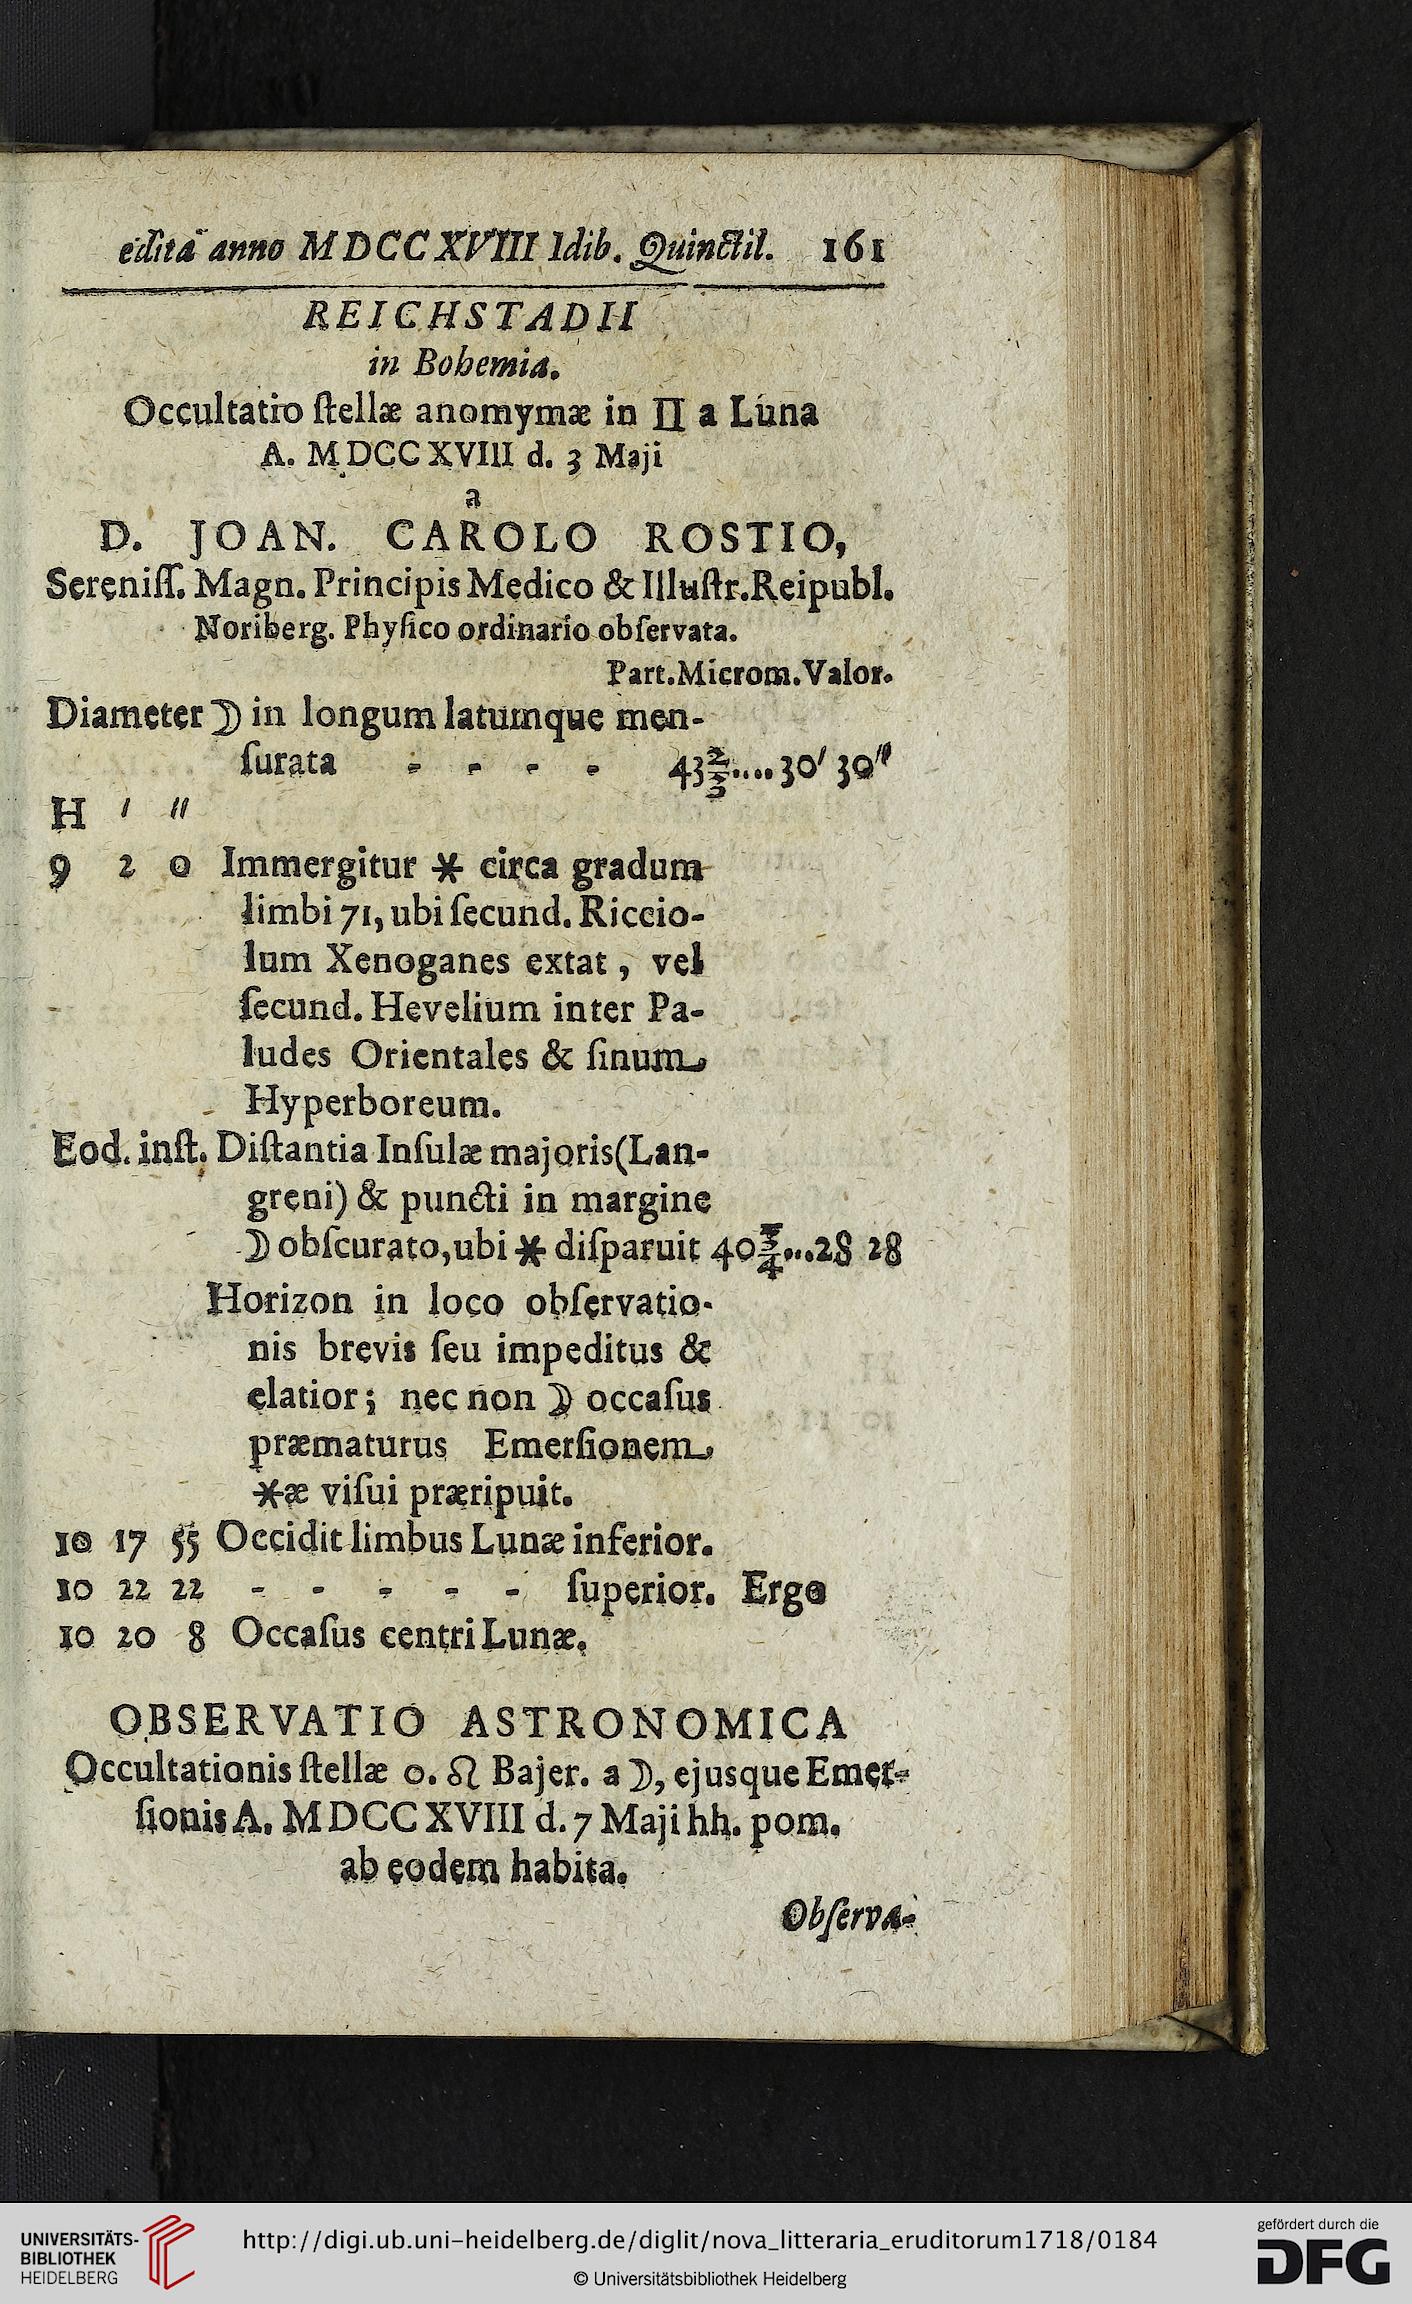 edita anno MDCCXVIII Idib. Quinctil. 161
REICHSTADII
in Bohemia.
Occultatio ſtellæ anomymæ in ♊ a Luna
A. MDCCXVIII d. 3 Maji
a
D. JOAN. CAROLO ROSTIO,
Sereniſſ. Magn. Principis Medico & Illuſtr. Reipubl.
Noriberg. Phyſico ordinario obſervata.
Part. Microm. Valor.
Diameter ☽ in longum latumque men-
ſurata - - - - 43⅔....30′ 30″
H ′ ″
9 2 0 Immergitur * circa gradum
limbi 71, ubi ſecund. Riccio-
lum Xenoganes extat, vel
ſecund. Hevelium inter Pa-
ludes Orientales & ſinum
Hyperboreum.
Eod. inſt. Diſtantia Inſulæ majoris (Lan-
greni) & puncti in margine
☽ obſcurato, ubi * diſparuit 40¾...28 28
Horizon in loco obſervatio-
nis brevis ſeu impeditus &
elatior; nec non ☽ occaſus
præmaturus Emerſionem
*æ viſui præripuit.
10 17 55 Occidit limbus Lunæ inferior.
10 22 22 - - - - - ſuperior. Ergo
10 20 8 Occaſus centri Lunæ.
OBSERVATIO ASTRONOMICA
Occultationis ſtellæ o. ♌ Bajer. a ☽, ejusque Emer-
ſionis A. MDCCXVIII d. 7 Maji hh. pom.
ab eodem habita.
Obſerva-
UNIVERSITÄTS-
BIBLIOTHEK
HEIDELBERG
http://digi.ub.uni-heidelberg.de/diglit/nova_litteraria_eruditorum1718/0184
© Universitätsbibliothek Heidelberg
gefördert durch die
DFG